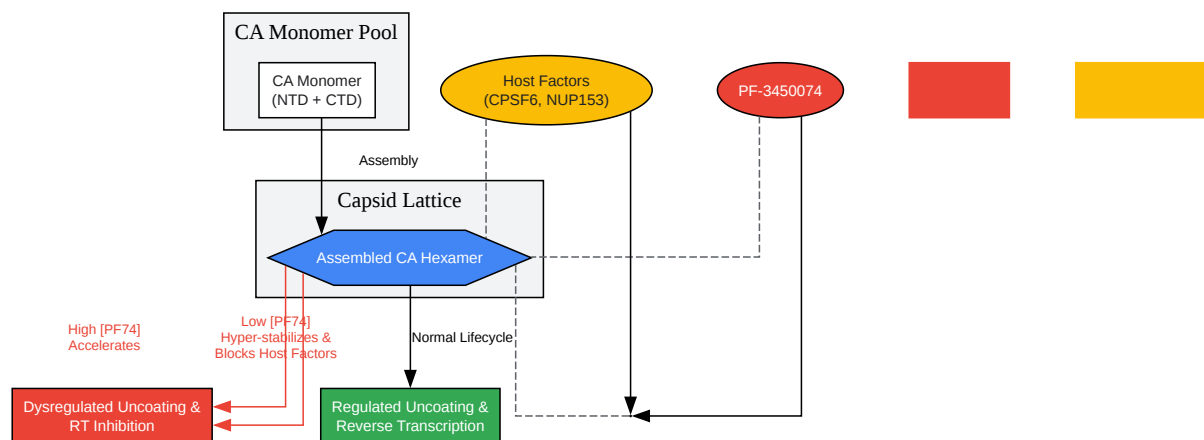 CA Monomer Pool
CA Monomer
(NTD + CTD)
Host Factors
(CPSF6, NUP153)
PF-3450074
Assembly
Capsid Lattice
Assembled CA Hexamer
High [PF74]
Accelerates
Low [PF74]
Hyper-stabilizes &
Blocks Host Factors
Normal Lifecycle
Dysregulated Uncoating &
RT Inhibition
Regulated Uncoating &
Reverse Transcription